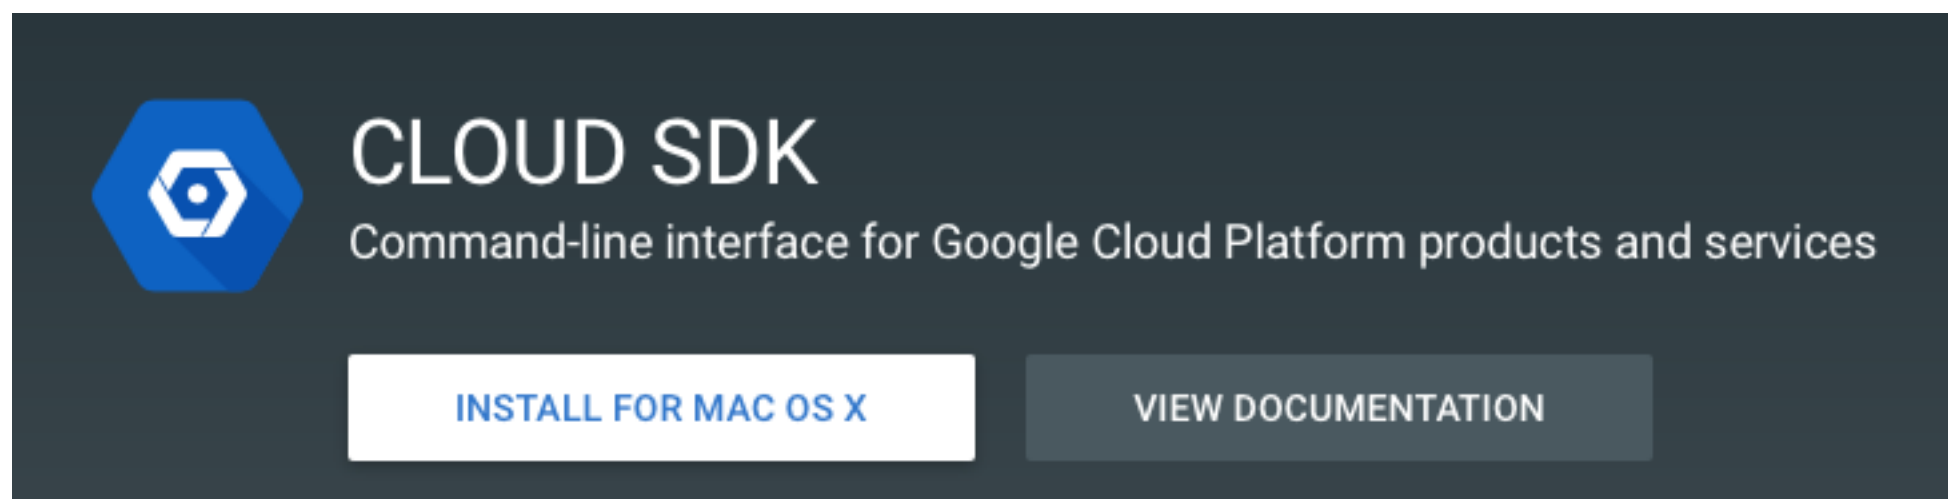 CLOUD SDK
Command-line interface for Google Cloud Platform products and services
INSTALL FOR MAC OS X
VIEW DOCUMENTATION